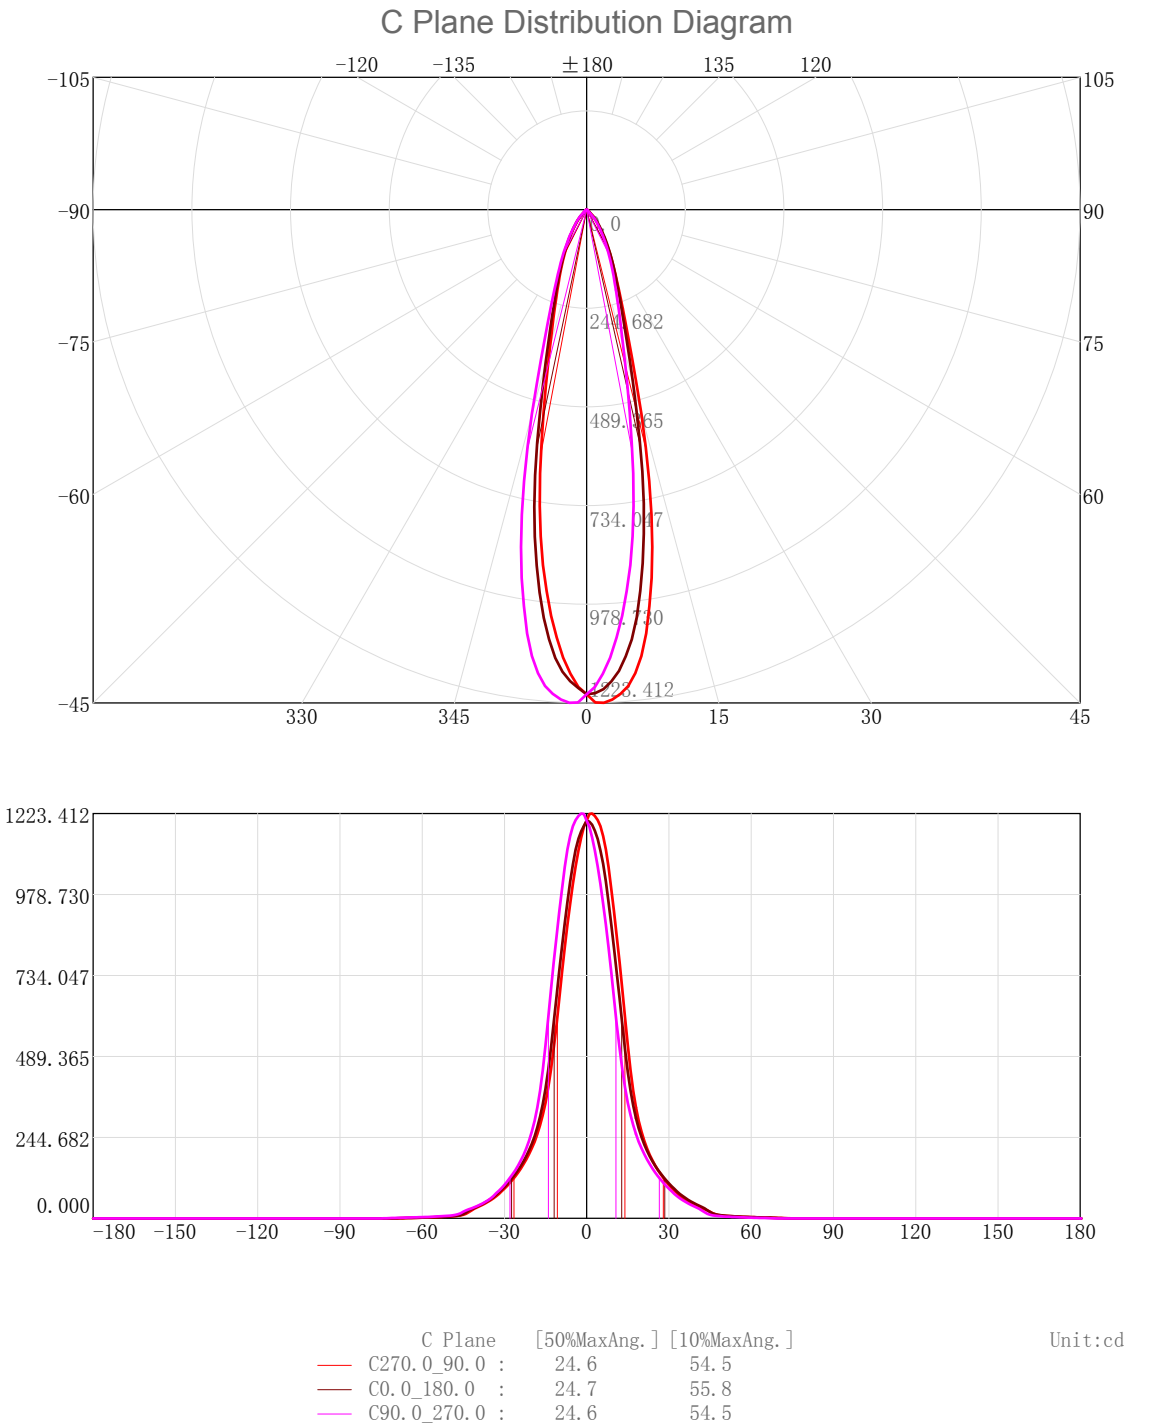 C Plane Distribution Diagram
-120 -135 ±180 135 120
-105 105
-90 90
.0
244.682
-75 75
489.365
-60 60
734.047
978.730
1223.412
-45
330 345 0 15 30 45
1223.412
978.730
734.047
489.365
244.682
0.000
-180 -150 -120 -90 -60 -30 0 30 60 90 120 150 180
C Plane [50%MaxAng.] [10%MaxAng.] Unit:cd
C270.0_90.0 : 24.6 54.5
C0.0_180.0 : 24.7 55.8
C90.0_270.0 : 24.6 54.5